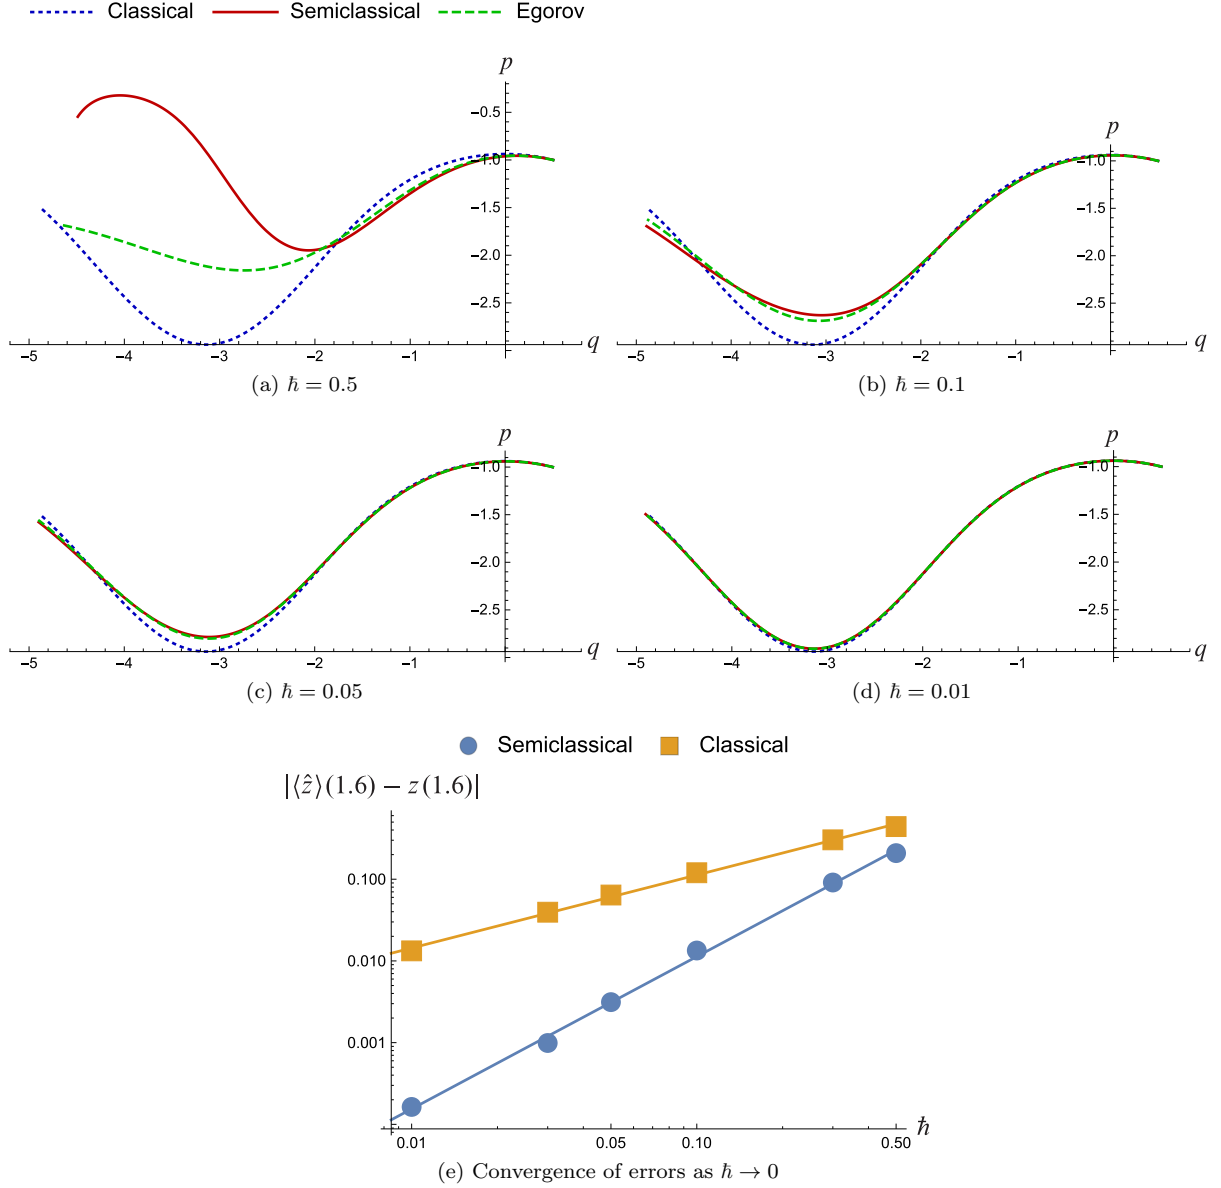 Classical Semiclassical Egorov
p
−0.5
−1.0
−1.5
−2.0
−2.5
−5 −4 −3 −2 −1 q
(a) ℏ = 0.5
p
−1.0
−1.5
−2.0
−2.5
−5 −4 −3 −2 −1 q
(b) ℏ = 0.1
p
−1.0
−1.5
−2.0
−2.5
−5 −4 −3 −2 −1 q
(c) ℏ = 0.05
p
−1.0
−1.5
−2.0
−2.5
−5 −4 −3 −2 −1 q
(d) ℏ = 0.01
Semiclassical Classical
|⟨ẑ⟩(1.6) − z(1.6)|
0.100
0.010
0.001
0.01 0.05 0.10 0.50 ℏ
(e) Convergence of errors as ℏ → 0